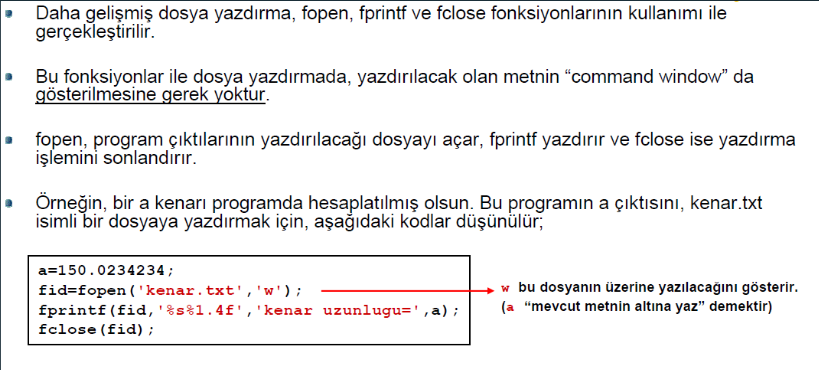 Daha gelişmiş dosya yazdırma, fopen, fprintf ve fclose fonksiyonlarının kullanımı ile
gerçekleştirilir.
Bu fonksiyonlar ile dosya yazdırmada, yazdırılacak olan metnin “command window” da
gösterilmesine gerek yoktur.
fopen, program çıktılarının yazdırılacağı dosyayı açar, fprintf yazdırır ve fclose ise yazdırma
işlemini sonlandırır.
Örneğin, bir a kenarı programda hesaplatılmış olsun. Bu programın a çıktısını, kenar.txt
isimli bir dosyaya yazdırmak için, aşağıdaki kodlar düşünülür;
a=150.0234234;
fid=fopen('kenar.txt','w');
fprintf(fid,'%s%1.4f','kenar uzunlugu=',a);
fclose(fid);
w bu dosyanın üzerine yazılacağını gösterir.
(a “mevcut metnin altına yaz” demektir)